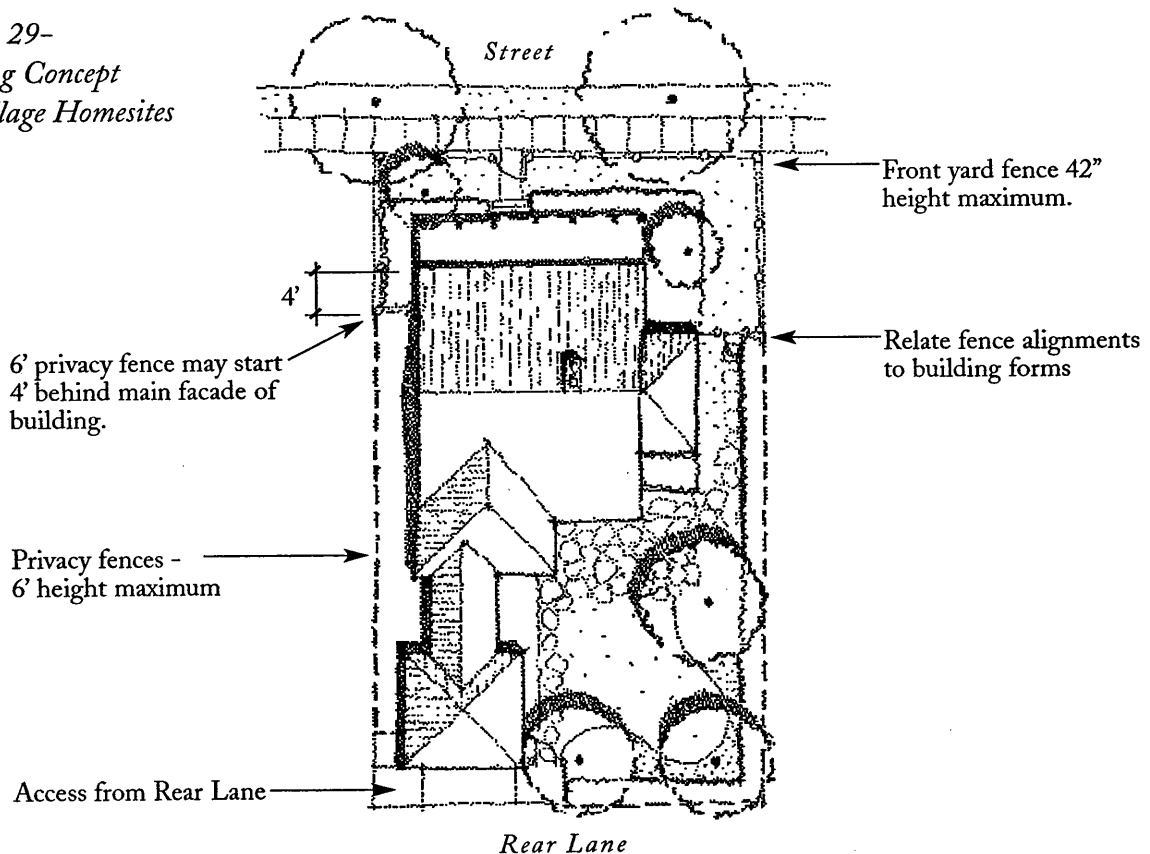 29–
g Concept
lage Homesites
Street
Front yard fence 42”
height maximum.
4’
6’ privacy fence may start
4’ behind main facade of
building.
Relate fence alignments
to building forms
Privacy fences -
6’ height maximum
Access from Rear Lane
Rear Lane